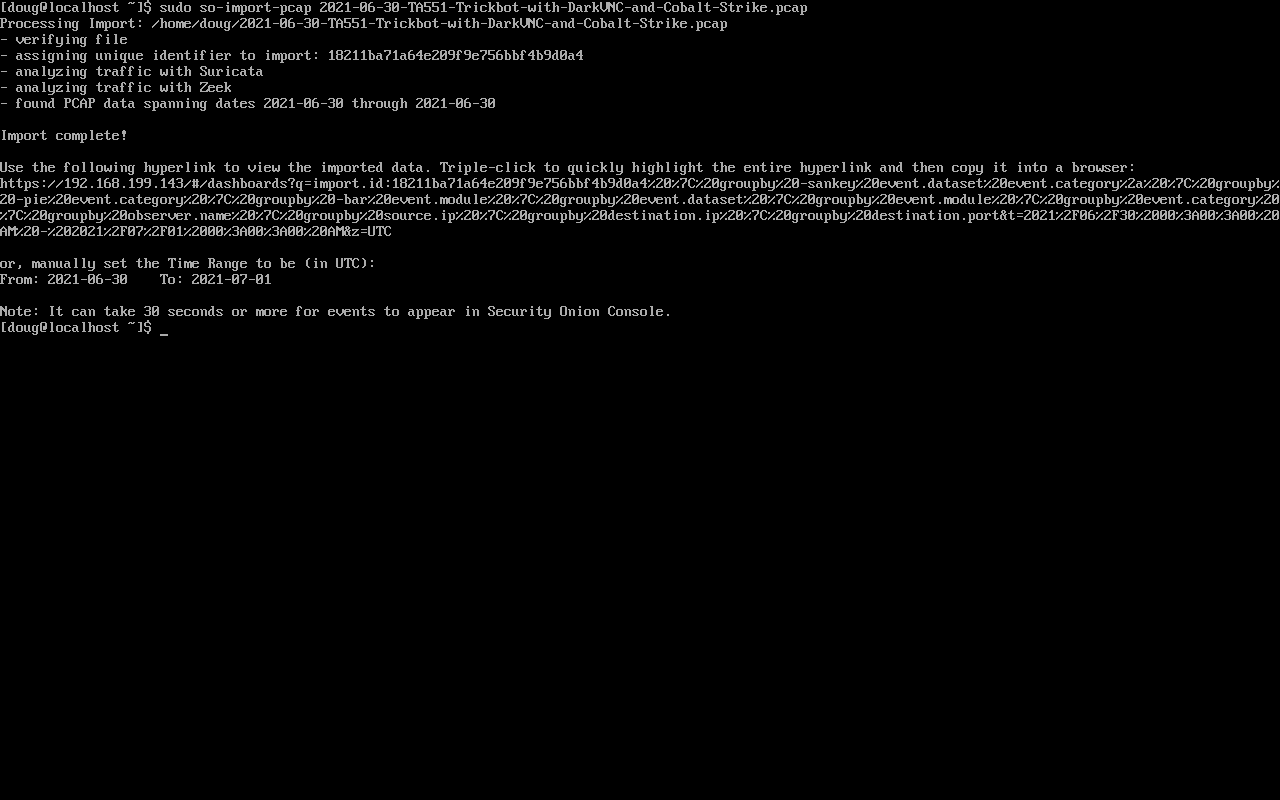 [doug@localhost ~]$ sudo so-import-pcap 2021-06-30-TA551-Trickbot-with-DarkVNC-and-Cobalt-Strike.pcap
Processing Import: /home/doug/2021-06-30-TA551-Trickbot-with-DarkVNC-and-Cobalt-Strike.pcap
- verifying file
- assigning unique identifier to import: 18211ba71a64e209f9e756bbf4b9d0a4
- analyzing traffic with Suricata
- analyzing traffic with Zeek
- found PCAP data spanning dates 2021-06-30 through 2021-06-30
Import complete!
Use the following hyperlink to view the imported data. Triple-click to quickly highlight the entire hyperlink and then copy it into a browser:
https://192.168.199.143/#/dashboards?q=import.id:18211ba71a64e209f9e756bbf4b9d0a4%20%7C%20groupby%20-sankey%20event.dataset%20event.category%2a%20%7C%20groupby%
20-pie%20event.category%20%7C%20groupby%20-bar%20event.module%20%7C%20groupby%20event.dataset%20%7C%20groupby%20event.module%20%7C%20groupby%20event.category%20
%7C%20groupby%20observer.name%20%7C%20groupby%20source.ip%20%7C%20groupby%20destination.ip%20%7C%20groupby%20destination.port&t=2021%2F06%2F30%2000%3A00%3A00%20
AM%20-%202021%2F07%2F01%2000%3A00%3A00%20AM&z=UTC
or, manually set the Time Range to be (in UTC):
From: 2021-06-30    To: 2021-07-01
Note: It can take 30 seconds or more for events to appear in Security Onion Console.
[doug@localhost ~]$ _